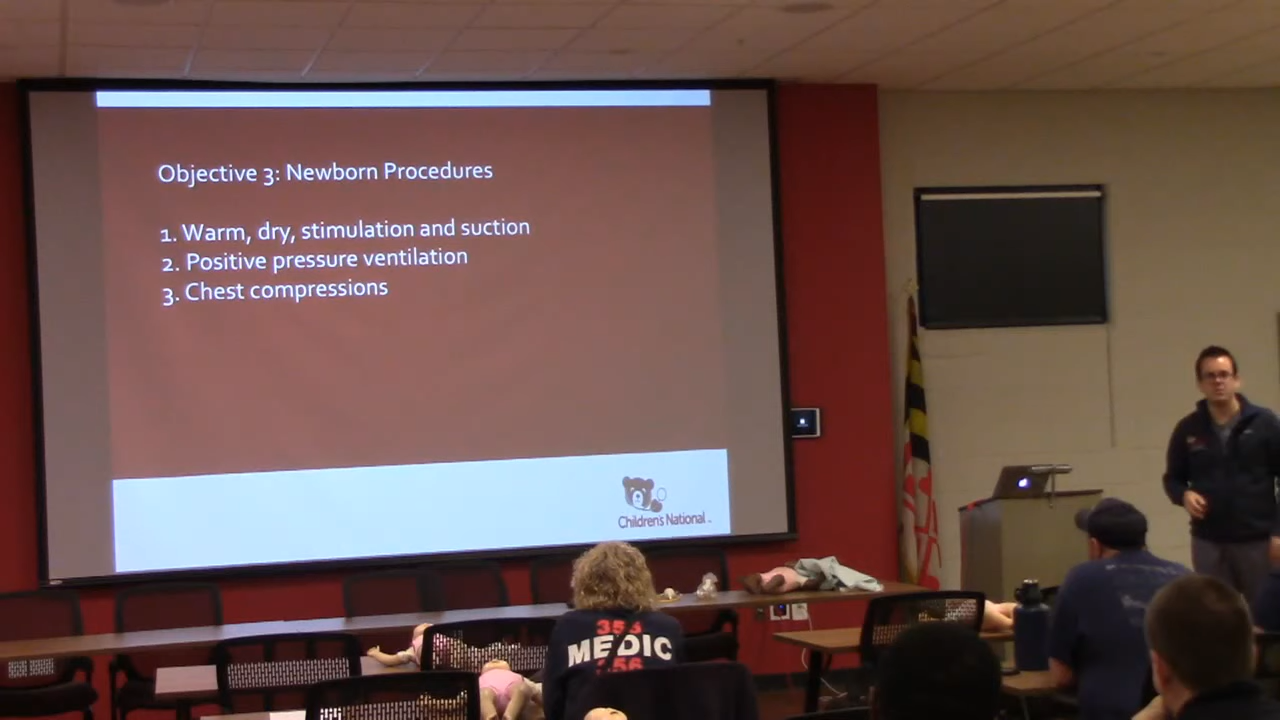 Objective 3: Newborn Procedures
1. Warm, dry, stimulation and suction
2. Positive pressure ventilation
3. Chest compressions
Children's National
MEDIC